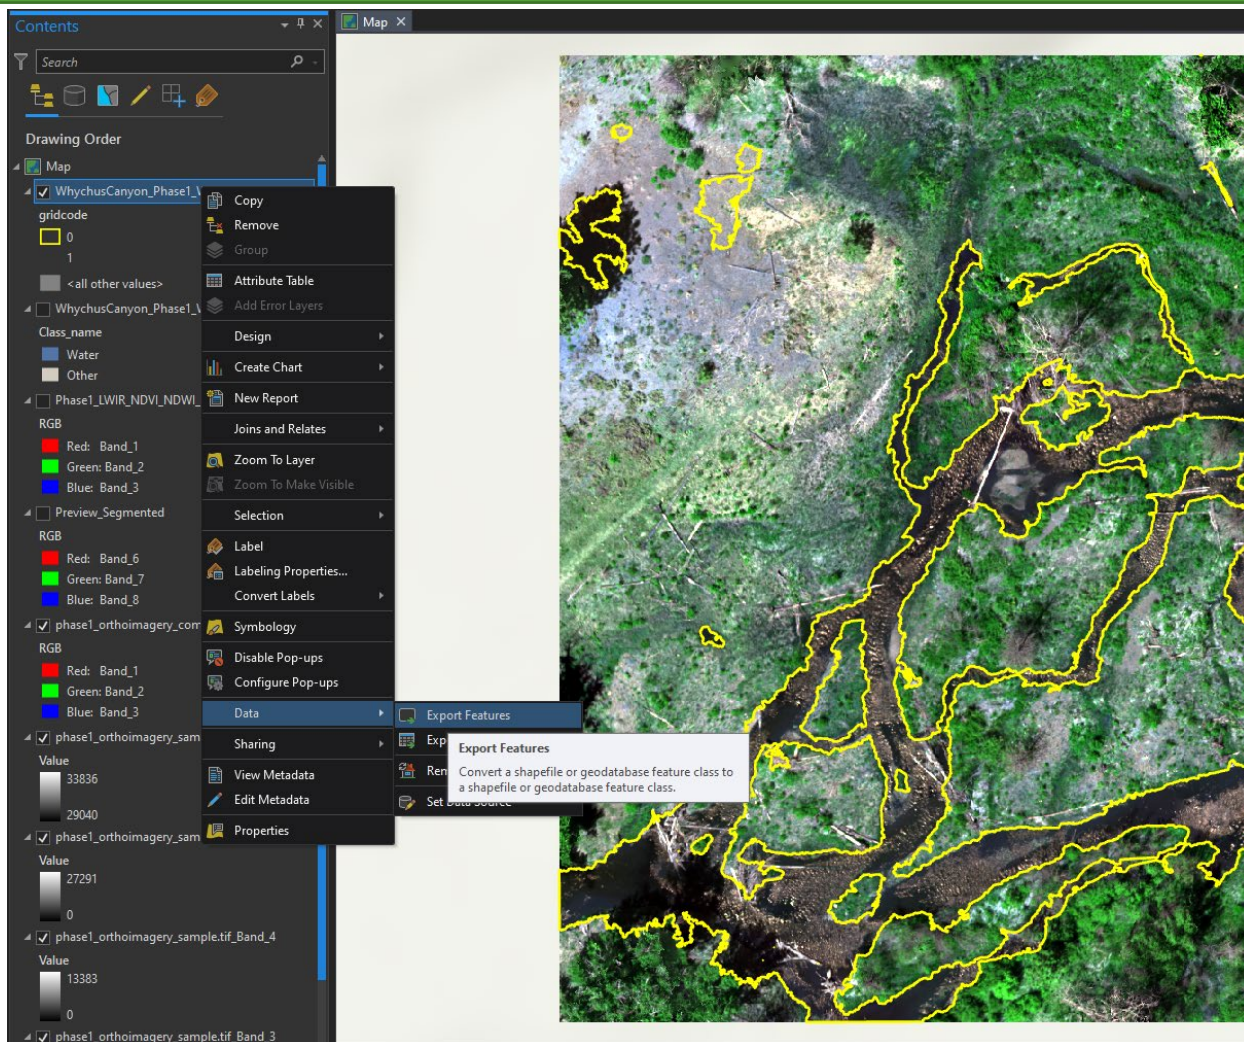 Contents
Map
Search
Drawing Order
Map
WhychusCanyon_Phase1_
gridcode
0
1
<all other values>
WhychusCanyon_Phase1_
Class_name
Water
Other
Phase1_LWIR_NDVI_NDWI_
RGB
Red: Band_1
Green: Band_2
Blue: Band_3
Preview_Segmented
RGB
Red: Band_6
Green: Band_7
Blue: Band_8
phase1_orthoimagery_com
RGB
Red: Band_1
Green: Band_2
Blue: Band_3
phase1_orthoimagery_sam
Value
33836
29040
phase1_orthoimagery_sam
Value
27291
0
phase1_orthoimagery_sample.tif_Band_4
Value
13383
0
phase1_orthoimagery_sample.tif_Band_3
Copy
Remove
Group
Attribute Table
Add Error Layers
Design
Create Chart
New Report
Joins and Relates
Zoom To Layer
Zoom To Make Visible
Selection
Label
Labeling Properties...
Convert Labels
Symbology
Disable Pop-ups
Configure Pop-ups
Data
Sharing
View Metadata
Edit Metadata
Properties
Export Features
Exp
Rem
Set Data Source
Export Features
Convert a shapefile or geodatabase feature class to
a shapefile or geodatabase feature class.